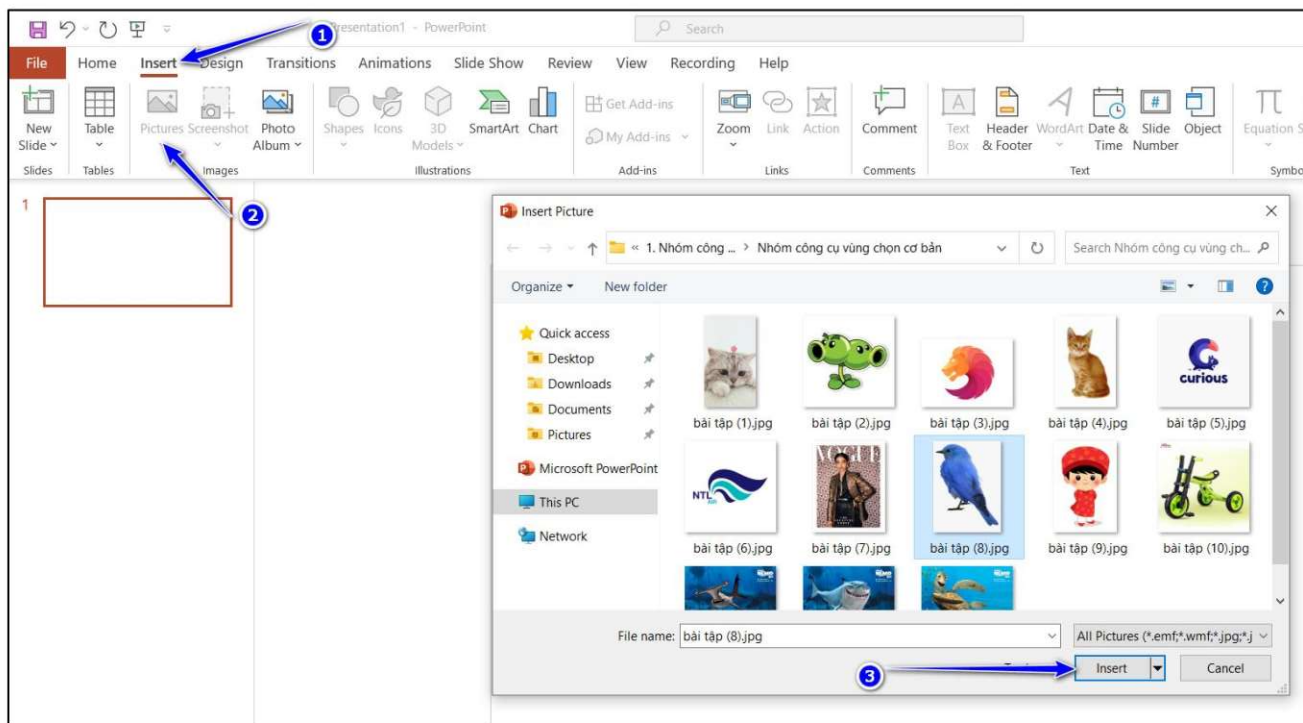 1
Presentation1 - PowerPoint
Search
File Home Insert Design Transitions Animations Slide Show Review View Recording Help
New Slide
Table
Pictures
Screenshot
Photo Album
Shapes
Icons
3D Models
SmartArt
Chart
Get Add-ins
My Add-ins
Zoom
Link
Action
Comment
Text Box
Header & Footer
WordArt
Date & Time
# Slide Number
Object
Equation
Slides Tables Images Illustrations Add-ins Links Comments Text
2
1
Insert Picture
« 1. Nhóm công ... > Nhóm công cụ vùng chọn cơ bản
Search Nhóm công cụ vùng ch...
Organize New folder
Quick access
Desktop
Downloads
Documents
Pictures
Microsoft PowerPoint
This PC
Network
curious
bài tập (1).jpg bài tập (2).jpg bài tập (3).jpg bài tập (4).jpg bài tập (5).jpg
NTL
VOGUE
bài tập (6).jpg bài tập (7).jpg bài tập (8).jpg bài tập (9).jpg bài tập (10).jpg
File name: bài tập (8).jpg
All Pictures (*.emf;*.wmf;*.jpg;*.j
3
Insert Cancel